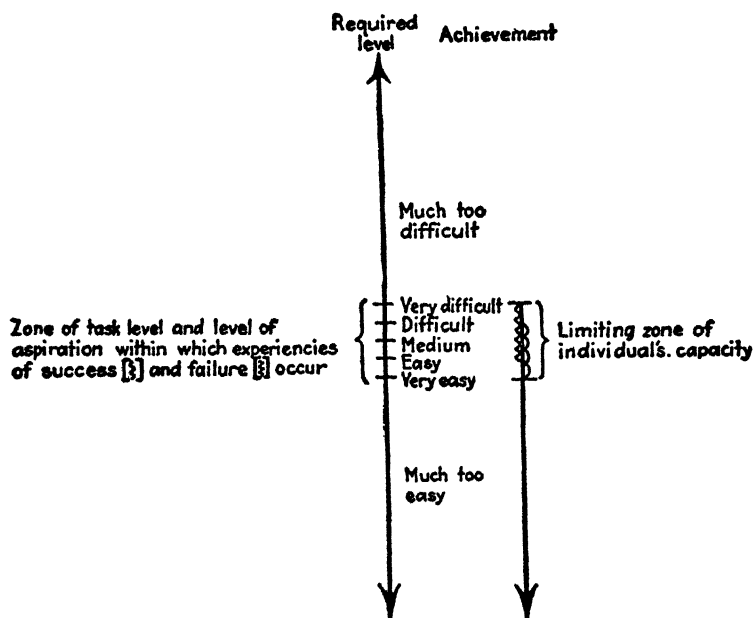 Required
level
Achievement
Much too
difficult
Very difficult
Difficult
Medium
Easy
Very easy
Zone of task level and level of
aspiration within which experiencies
of success [}] and failure [}] occur
Limiting zone of
individual's. capacity
Much too
easy